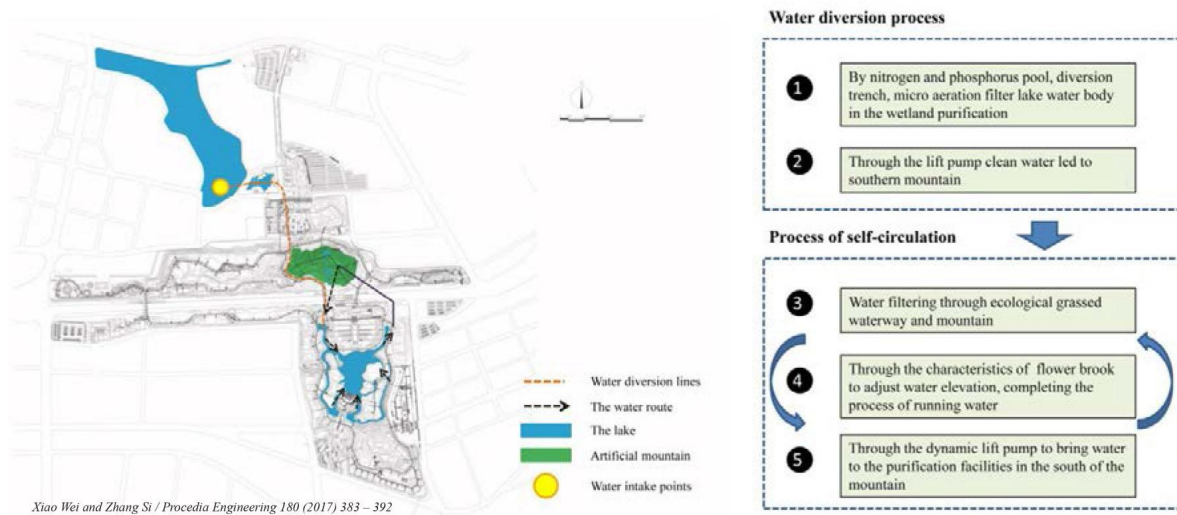 Water diversion lines
The water route
The lake
Artificial mountain
Water intake points
Xiao Wei and Zhang Si / Procedia Engineering 180 (2017) 383 – 392
Water diversion process
1
By nitrogen and phosphorus pool, diversion
trench, micro aeration filter lake water body
in the wetland purification
2
Through the lift pump clean water led to
southern mountain
Process of self-circulation
3
Water filtering through ecological grassed
waterway and mountain
4
Through the characteristics of flower brook
to adjust water elevation, completing the
process of running water
5
Through the dynamic lift pump to bring water
to the purification facilities in the south of the
mountain